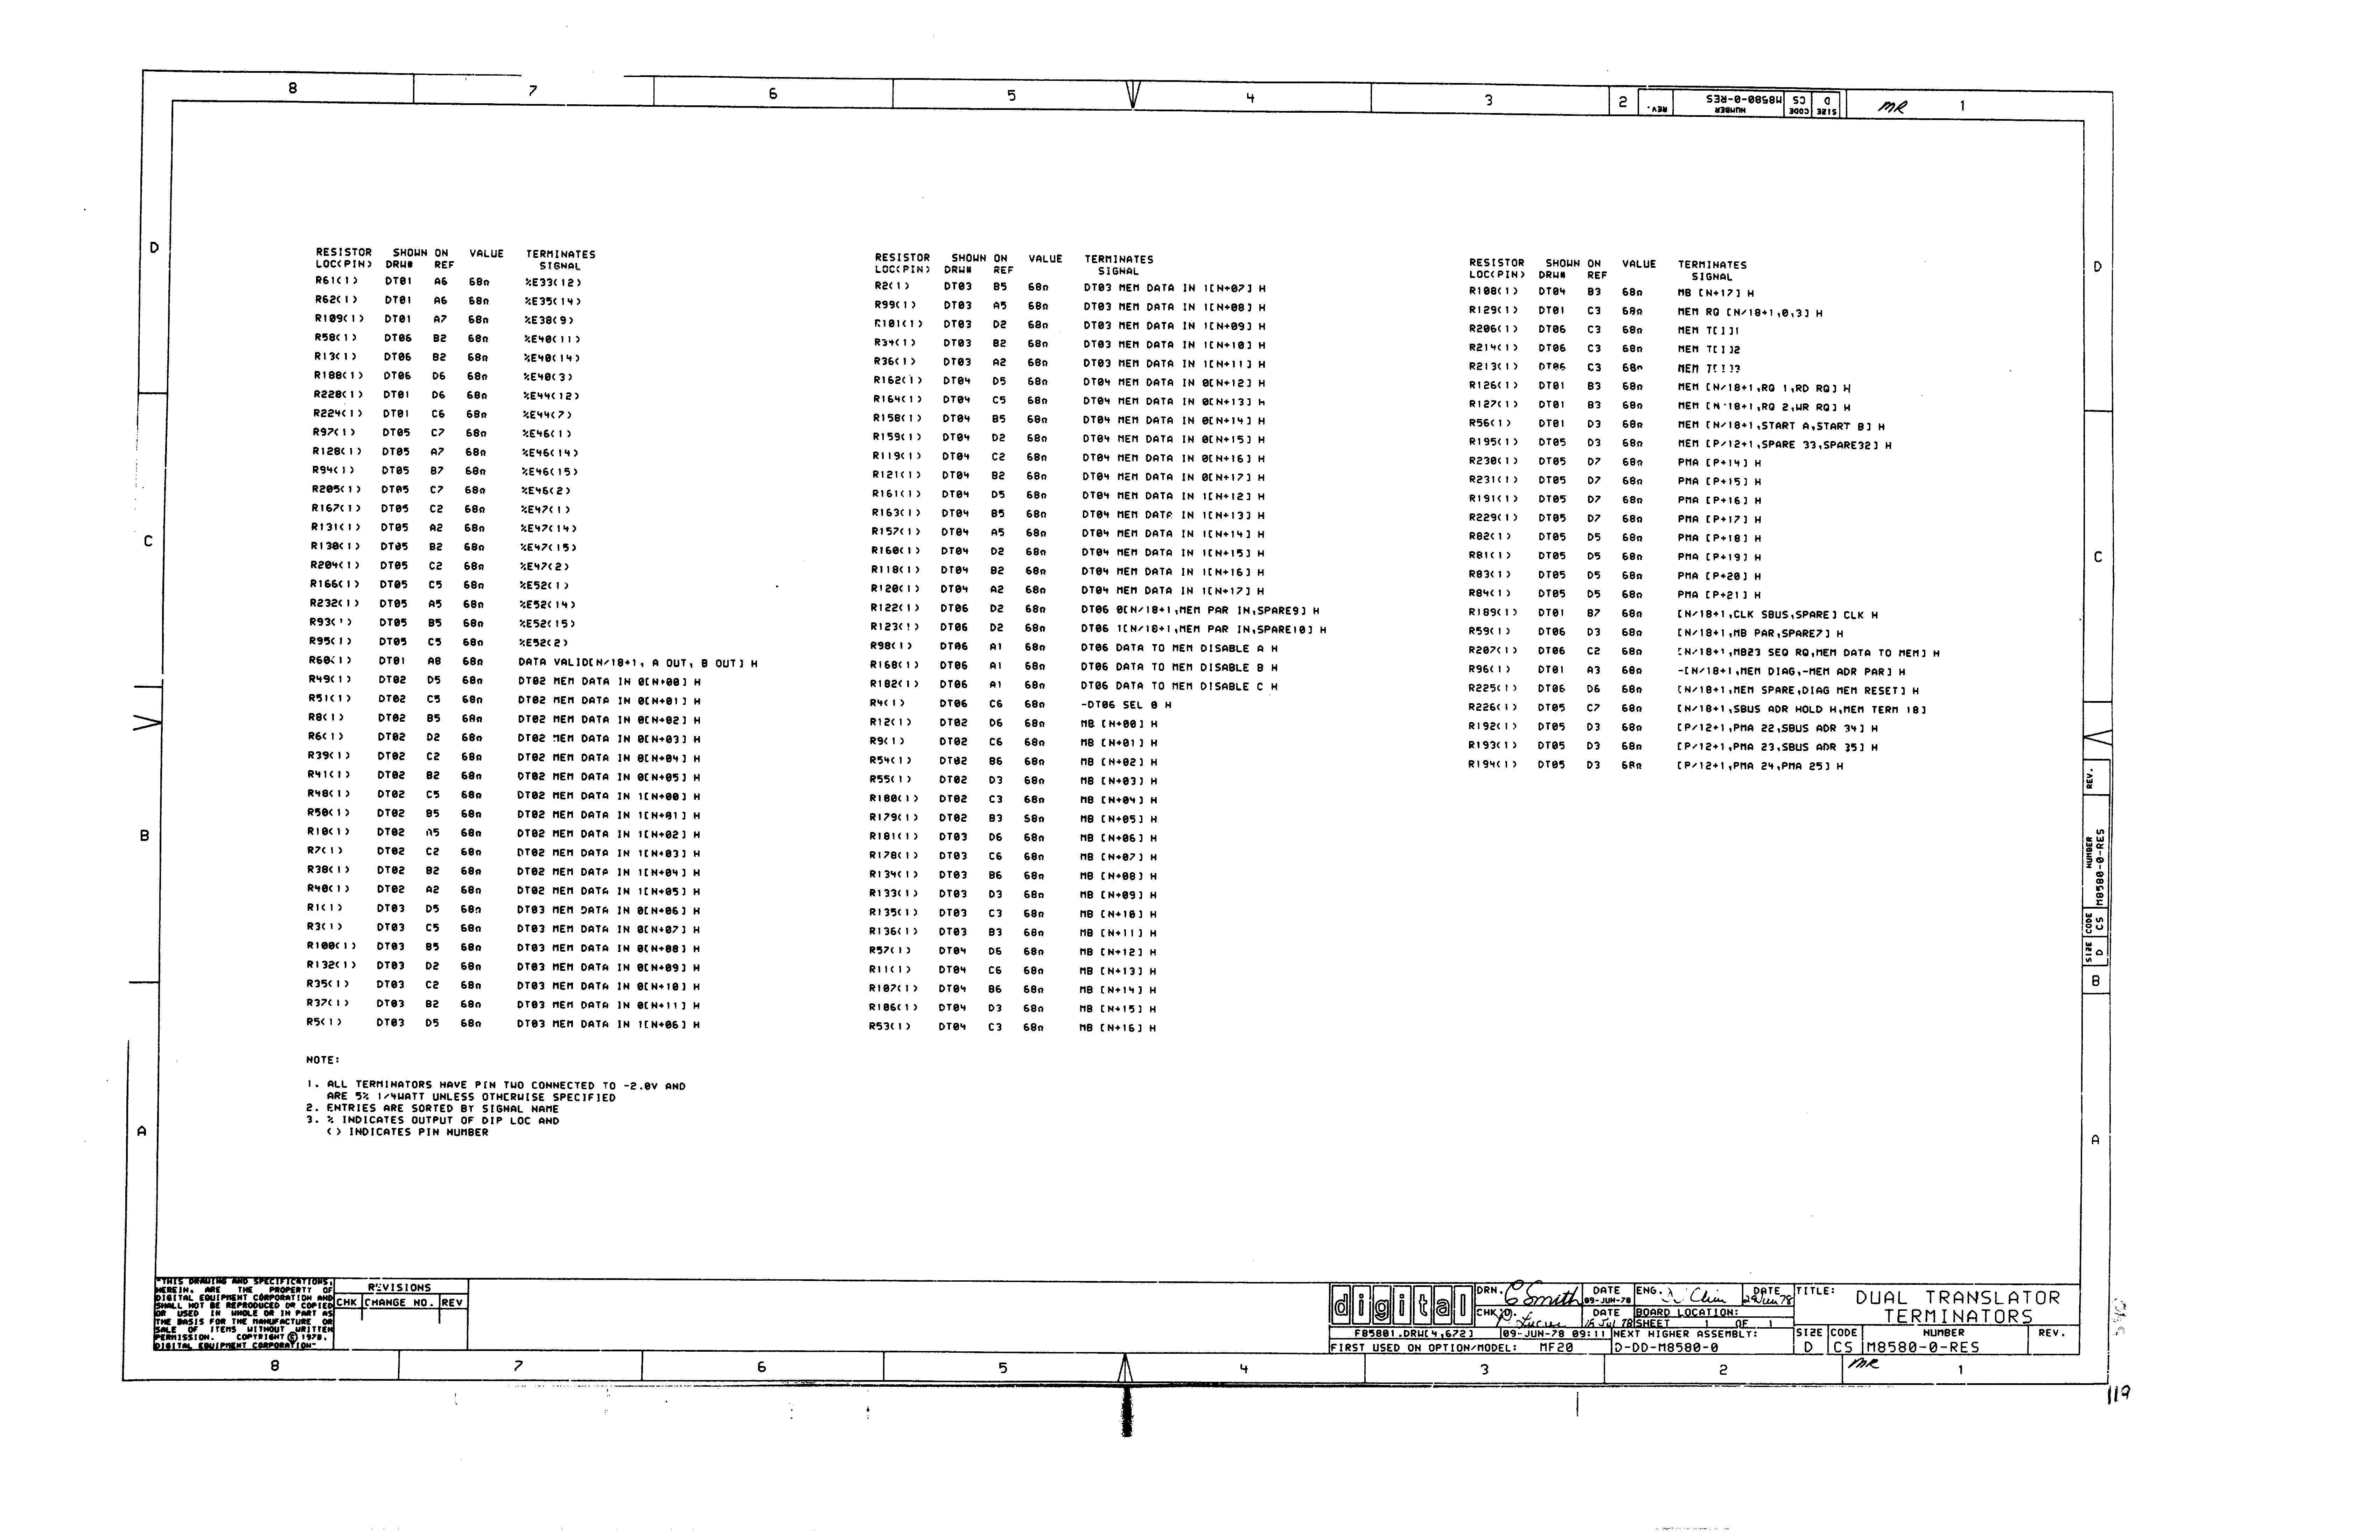 8 7 6 5 4 3 2 1
REV. NUMBER M8580-0-RES CODE CS SIZE D
MR
RESISTOR SHOWN ON VALUE TERMINATES
LOC(PIN) DRW# REF SIGNAL
R61(1) DT01 A6 68Ω %E33(12)
R62(1) DT01 A6 68Ω %E35(14)
R109(1) DT01 A7 68Ω %E38(9)
R58(1) DT06 B2 68Ω %E40(11)
R13(1) DT06 B2 68Ω %E40(14)
R188(1) DT06 D6 68Ω %E40(3)
R228(1) DT01 D6 68Ω %E44(12)
R224(1) DT01 C6 68Ω %E44(7)
R97(1) DT05 C7 68Ω %E46(1)
R128(1) DT05 A7 68Ω %E46(14)
R94(1) DT05 B7 68Ω %E46(15)
R205(1) DT05 C7 68Ω %E46(2)
R167(1) DT05 C2 68Ω %E47(1)
R131(1) DT05 A2 68Ω %E47(14)
R130(1) DT05 B2 68Ω %E47(15)
R204(1) DT05 C2 68Ω %E47(2)
R166(1) DT05 C5 68Ω %E52(1)
R232(1) DT05 A5 68Ω %E52(14)
R93(1) DT05 B5 68Ω %E52(15)
R95(1) DT05 C5 68Ω %E52(2)
R60(1) DT01 A8 68Ω DATA VALID[N/18+1, A OUT, B OUT] H
R49(1) DT02 D5 68Ω DT02 MEM DATA IN 0[N+00] H
R51(1) DT02 C5 68Ω DT02 MEM DATA IN 0[N+01] H
R8(1) DT02 B5 68Ω DT02 MEM DATA IN 0[N+02] H
R6(1) DT02 D2 68Ω DT02 MEM DATA IN 0[N+03] H
R39(1) DT02 C2 68Ω DT02 MEM DATA IN 0[N+04] H
R41(1) DT02 B2 68Ω DT02 MEM DATA IN 0[N+05] H
R48(1) DT02 C5 68Ω DT02 MEM DATA IN 1[N+00] H
R50(1) DT02 B5 68Ω DT02 MEM DATA IN 1[N+01] H
R10(1) DT02 A5 68Ω DT02 MEM DATA IN 1[N+02] H
R7(1) DT02 C2 68Ω DT02 MEM DATA IN 1[N+03] H
R38(1) DT02 B2 68Ω DT02 MEM DATA IN 1[N+04] H
R40(1) DT02 A2 68Ω DT02 MEM DATA IN 1[N+05] H
R1(1) DT03 D5 68Ω DT03 MEM DATA IN 0[N+06] H
R3(1) DT03 C5 68Ω DT03 MEM DATA IN 0[N+07] H
R100(1) DT03 B5 68Ω DT03 MEM DATA IN 0[N+08] H
R132(1) DT03 D2 68Ω DT03 MEM DATA IN 0[N+09] H
R35(1) DT03 C2 68Ω DT03 MEM DATA IN 0[N+10] H
R37(1) DT03 B2 68Ω DT03 MEM DATA IN 0[N+11] H
R5(1) DT03 D5 68Ω DT03 MEM DATA IN 1[N+06] H
RESISTOR SHOWN ON VALUE TERMINATES
LOC(PIN) DRW# REF SIGNAL
R2(1) DT03 B5 68Ω DT03 MEM DATA IN 1[N+07] H
R99(1) DT03 A5 68Ω DT03 MEM DATA IN 1[N+08] H
R101(1) DT03 D2 68Ω DT03 MEM DATA IN 1[N+09] H
R34(1) DT03 B2 68Ω DT03 MEM DATA IN 1[N+10] H
R36(1) DT03 A2 68Ω DT03 MEM DATA IN 1[N+11] H
R162(1) DT04 D5 68Ω DT04 MEM DATA IN 0[N+12] H
R164(1) DT04 C5 68Ω DT04 MEM DATA IN 0[N+13] H
R158(1) DT04 B5 68Ω DT04 MEM DATA IN 0[N+14] H
R159(1) DT04 D2 68Ω DT04 MEM DATA IN 0[N+15] H
R119(1) DT04 C2 68Ω DT04 MEM DATA IN 0[N+16] H
R121(1) DT04 B2 68Ω DT04 MEM DATA IN 0[N+17] H
R161(1) DT04 D5 68Ω DT04 MEM DATA IN 1[N+12] H
R163(1) DT04 B5 68Ω DT04 MEM DATA IN 1[N+13] H
R157(1) DT04 A5 68Ω DT04 MEM DATA IN 1[N+14] H
R160(1) DT04 D2 68Ω DT04 MEM DATA IN 1[N+15] H
R118(1) DT04 B2 68Ω DT04 MEM DATA IN 1[N+16] H
R120(1) DT04 A2 68Ω DT04 MEM DATA IN 1[N+17] H
R122(1) DT06 D2 68Ω DT06 0[N/18+1,MEM PAR IN,SPARE9] H
R123(1) DT06 D2 68Ω DT06 1[N/18+1,MEM PAR IN,SPARE10] H
R98(1) DT06 A1 68Ω DT06 DATA TO MEM DISABLE A H
R168(1) DT06 A1 68Ω DT06 DATA TO MEM DISABLE B H
R182(1) DT06 A1 68Ω DT06 DATA TO MEM DISABLE C H
R4(1) DT06 C6 68Ω -DT06 SEL 0 H
R12(1) DT02 D6 68Ω MB [N+00] H
R9(1) DT02 C6 68Ω MB [N+01] H
R54(1) DT02 B6 68Ω MB [N+02] H
R55(1) DT02 D3 68Ω MB [N+03] H
R180(1) DT02 C3 68Ω MB [N+04] H
R179(1) DT02 B3 68Ω MB [N+05] H
R181(1) DT03 D6 68Ω MB [N+06] H
R178(1) DT03 C6 68Ω MB [N+07] H
R134(1) DT03 B6 68Ω MB [N+08] H
R133(1) DT03 D3 68Ω MB [N+09] H
R135(1) DT03 C3 68Ω MB [N+10] H
R136(1) DT03 B3 68Ω MB [N+11] H
R57(1) DT04 D6 68Ω MB [N+12] H
R11(1) DT04 C6 68Ω MB [N+13] H
R107(1) DT04 B6 68Ω MB [N+14] H
R106(1) DT04 D3 68Ω MB [N+15] H
R53(1) DT04 C3 68Ω MB [N+16] H
RESISTOR SHOWN ON VALUE TERMINATES
LOC(PIN) DRW# REF SIGNAL
R108(1) DT04 B3 68Ω MB [N+17] H
R129(1) DT01 C3 68Ω MEM RQ [N/18+1,0,3] H
R206(1) DT06 C3 68Ω MEM T[1]1
R214(1) DT06 C3 68Ω MEM T[1]2
R213(1) DT06 C3 68Ω MEM T[1]3
R126(1) DT01 B3 68Ω MEM [N/18+1,RQ 1,RD RQ] H
R127(1) DT01 B3 68Ω MEM [N/18+1,RQ 2,WR RQ] H
R56(1) DT01 D3 68Ω MEM [N/18+1,START A,START B] H
R195(1) DT05 D3 68Ω MEM [P/12+1,SPARE 33,SPARE32] H
R230(1) DT05 D7 68Ω PMA [P+14] H
R231(1) DT05 D7 68Ω PMA [P+15] H
R191(1) DT05 D7 68Ω PMA [P+16] H
R229(1) DT05 D7 68Ω PMA [P+17] H
R82(1) DT05 D5 68Ω PMA [P+18] H
R81(1) DT05 D5 68Ω PMA [P+19] H
R83(1) DT05 D5 68Ω PMA [P+20] H
R84(1) DT05 D5 68Ω PMA [P+21] H
R189(1) DT01 B7 68Ω [N/18+1,CLK SBUS,SPARE] CLK H
R59(1) DT06 D3 68Ω [N/18+1,MB PAR,SPARE7] H
R207(1) DT06 C2 68Ω [N/18+1,MB23 SEQ RQ,MEM DATA TO MEM] H
R96(1) DT01 A3 68Ω -[N/18+1,MEM DIAG,-MEM ADR PAR] H
R225(1) DT06 D6 68Ω [N/18+1,MEM SPARE,DIAG MEM RESET] H
R226(1) DT05 C7 68Ω [N/18+1,SBUS ADR HOLD H,MEM TERM 18]
R192(1) DT05 D3 68Ω [P/12+1,PMA 22,SBUS ADR 34] H
R193(1) DT05 D3 68Ω [P/12+1,PMA 23,SBUS ADR 35] H
R194(1) DT05 D3 68Ω [P/12+1,PMA 24,PMA 25] H
NOTE:
1. ALL TERMINATORS HAVE PIN TWO CONNECTED TO -2.0V AND
ARE 5% 1/4WATT UNLESS OTHERWISE SPECIFIED
2. ENTRIES ARE SORTED BY SIGNAL NAME
3. % INDICATES OUTPUT OF DIP LOC AND
() INDICATES PIN NUMBER
D
C
B
A
D
C
B
A
SIZE D CODE CS NUMBER M8580-0-RES REV.
"THIS DRAWING AND SPECIFICATIONS,
HEREIN, ARE THE PROPERTY OF
DIGITAL EQUIPMENT CORPORATION AND
SHALL NOT BE REPRODUCED OR COPIED
OR USED IN WHOLE OR IN PART AS
THE BASIS FOR THE MANUFACTURE OR
SALE OF ITEMS WITHOUT WRITTEN
PERMISSION. COPYRIGHT © 1978,
DIGITAL EQUIPMENT CORPORATION"
REVISIONS
CHK CHANGE NO. REV
digital
DRN. C Smith DATE 09-JUN-78 ENG. Chin DATE 29 Jun 78
CHK'D. DATE 15 Jul 78 BOARD LOCATION:
SHEET 1 OF 1
F85801.DRW[4,672] 09-JUN-78 09:11 NEXT HIGHER ASSEMBLY:
FIRST USED ON OPTION/MODEL: MF20 D-DD-M8580-0
TITLE: DUAL TRANSLATOR
TERMINATORS
SIZE CODE NUMBER REV.
D CS M8580-0-RES
8 7 6 5 4 3 2 1
MR
119